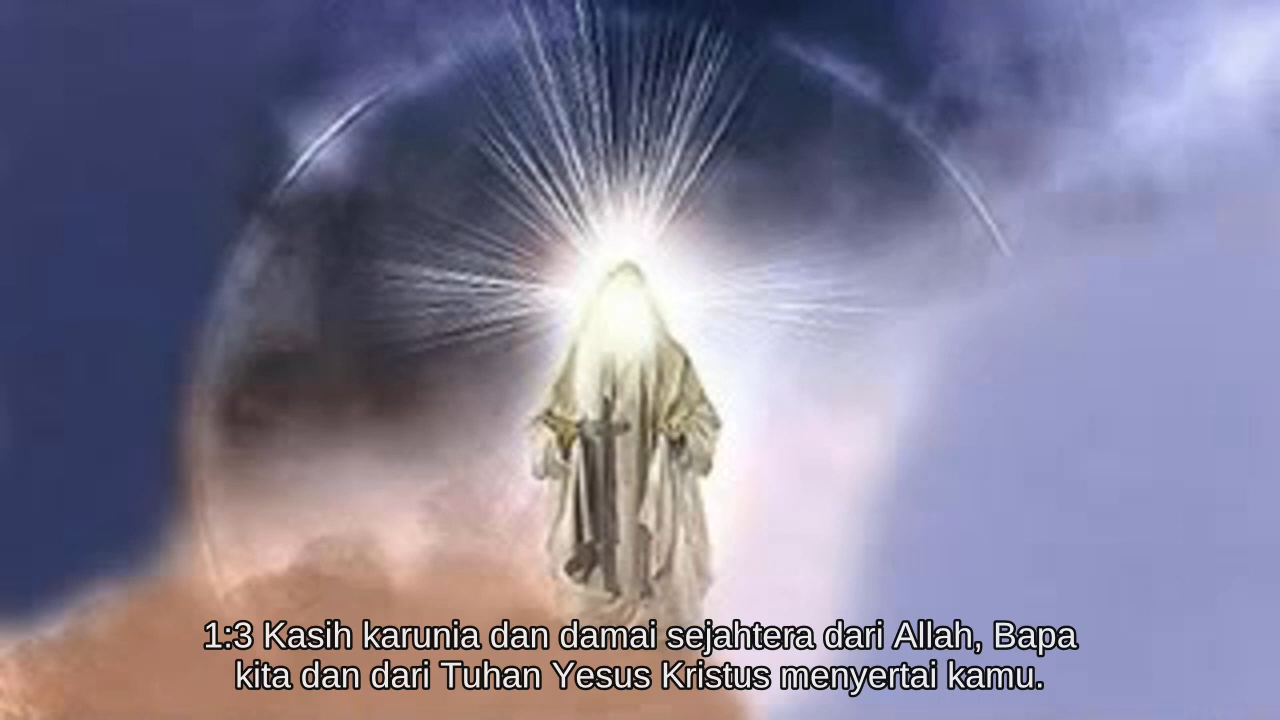 1:3 Kasih karunia dan damai sejahtera dari Allah, Bapa
kita dan dari Tuhan Yesus Kristus menyertai kamu.